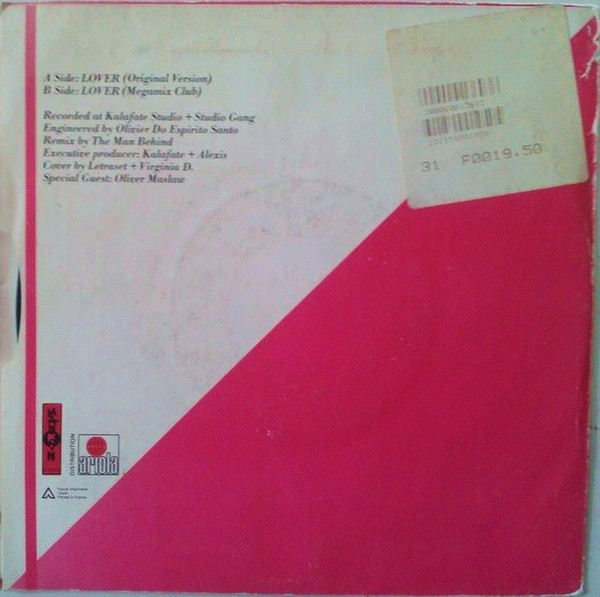 A Side: LOVER (Original Version)
B Side: LOVER (Megamix Club)
Recorded at Kalafate Studio + Studio Gang
Engineered by Olivier Do Espirito Santo
Remix by The Man Behind
Executive producer: Kalafate + Alexis
Cover by Letraset + Virginia D.
Special Guest: Oliver Maslaw
31 F0019.50
DISTRIBUTION
ariola